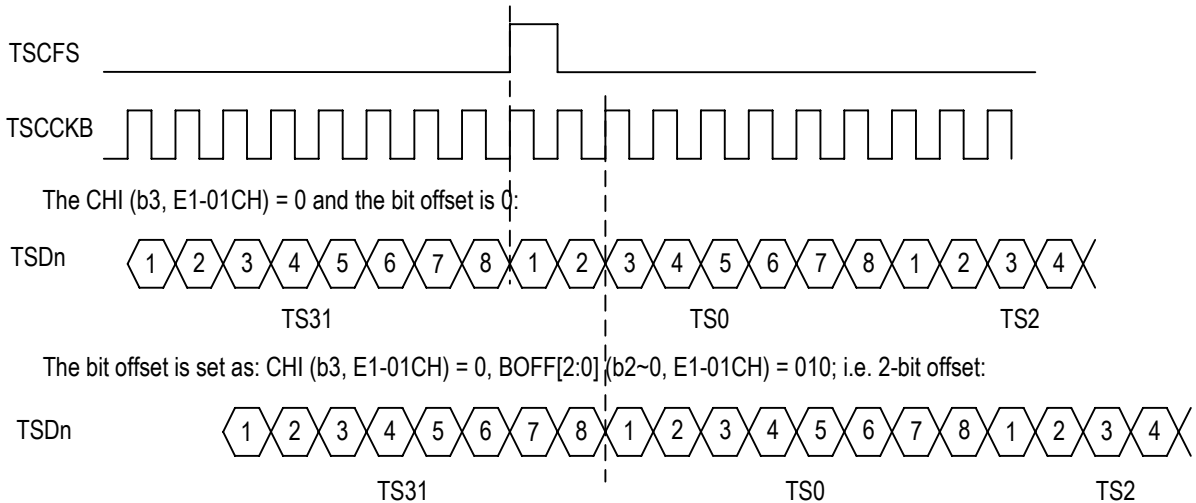 TSCFS
TSCCKB
The CHI (b3, E1-01CH) = 0 and the bit offset is 0:
TSDn 1 2 3 4 5 6 7 8 1 2 3 4 5 6 7 8 1 2 3 4
TS31 TS0 TS2
The bit offset is set as: CHI (b3, E1-01CH) = 0, BOFF[2:0] (b2~0, E1-01CH) = 010; i.e. 2-bit offset:
TSDn 1 2 3 4 5 6 7 8 1 2 3 4 5 6 7 8 1 2 3 4
TS31 TS0 TS2